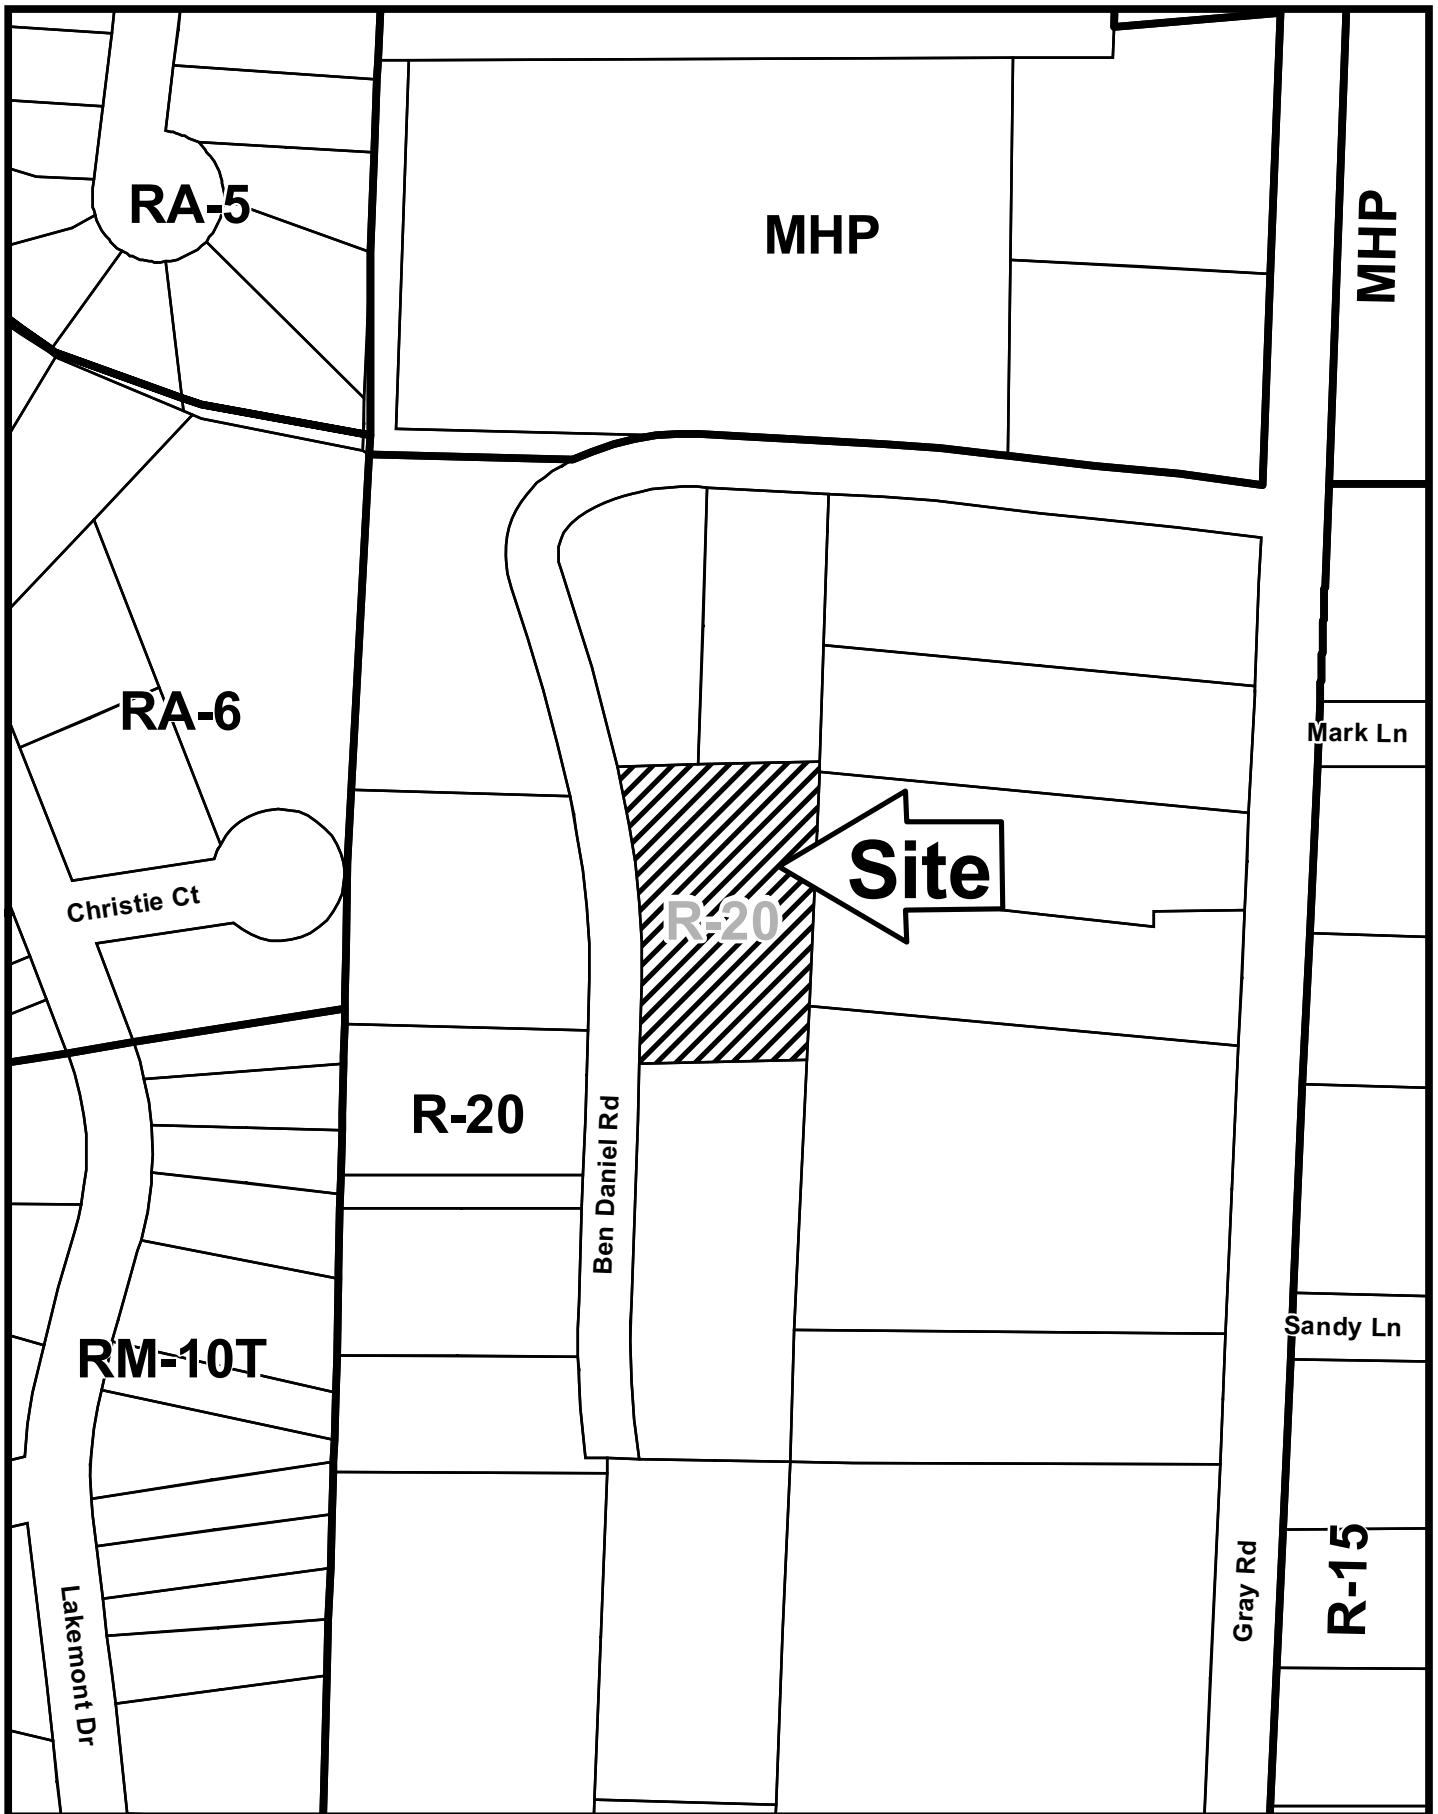 RA-5
MHP
MHP
RA-6
Mark Ln
Site
Christie Ct
R-20
R-20
Ben Daniel Rd
Sandy Ln
RM-10T
R-15
Gray Rd
Lakemont Dr